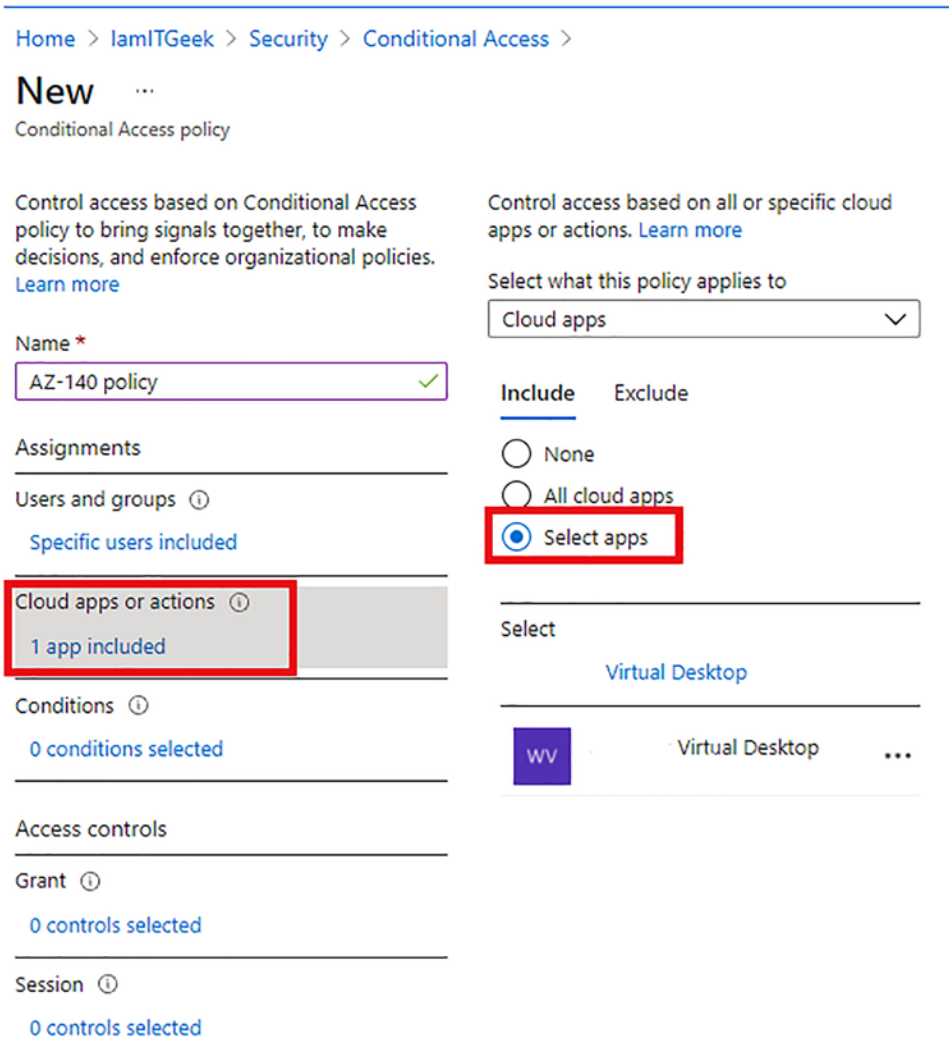 Home > IamITGeek > Security > Conditional Access >
New ...
Conditional Access policy
Control access based on Conditional Access
policy to bring signals together, to make
decisions, and enforce organizational policies.
Learn more
Name *
AZ-140 policy
Assignments
Users and groups
Specific users included
Cloud apps or actions
1 app included
Conditions
0 conditions selected
Access controls
Grant
0 controls selected
Session
0 controls selected
Control access based on all or specific cloud
apps or actions. Learn more
Select what this policy applies to
Cloud apps
Include Exclude
None
All cloud apps
Select apps
Select
Virtual Desktop
WV Virtual Desktop ...